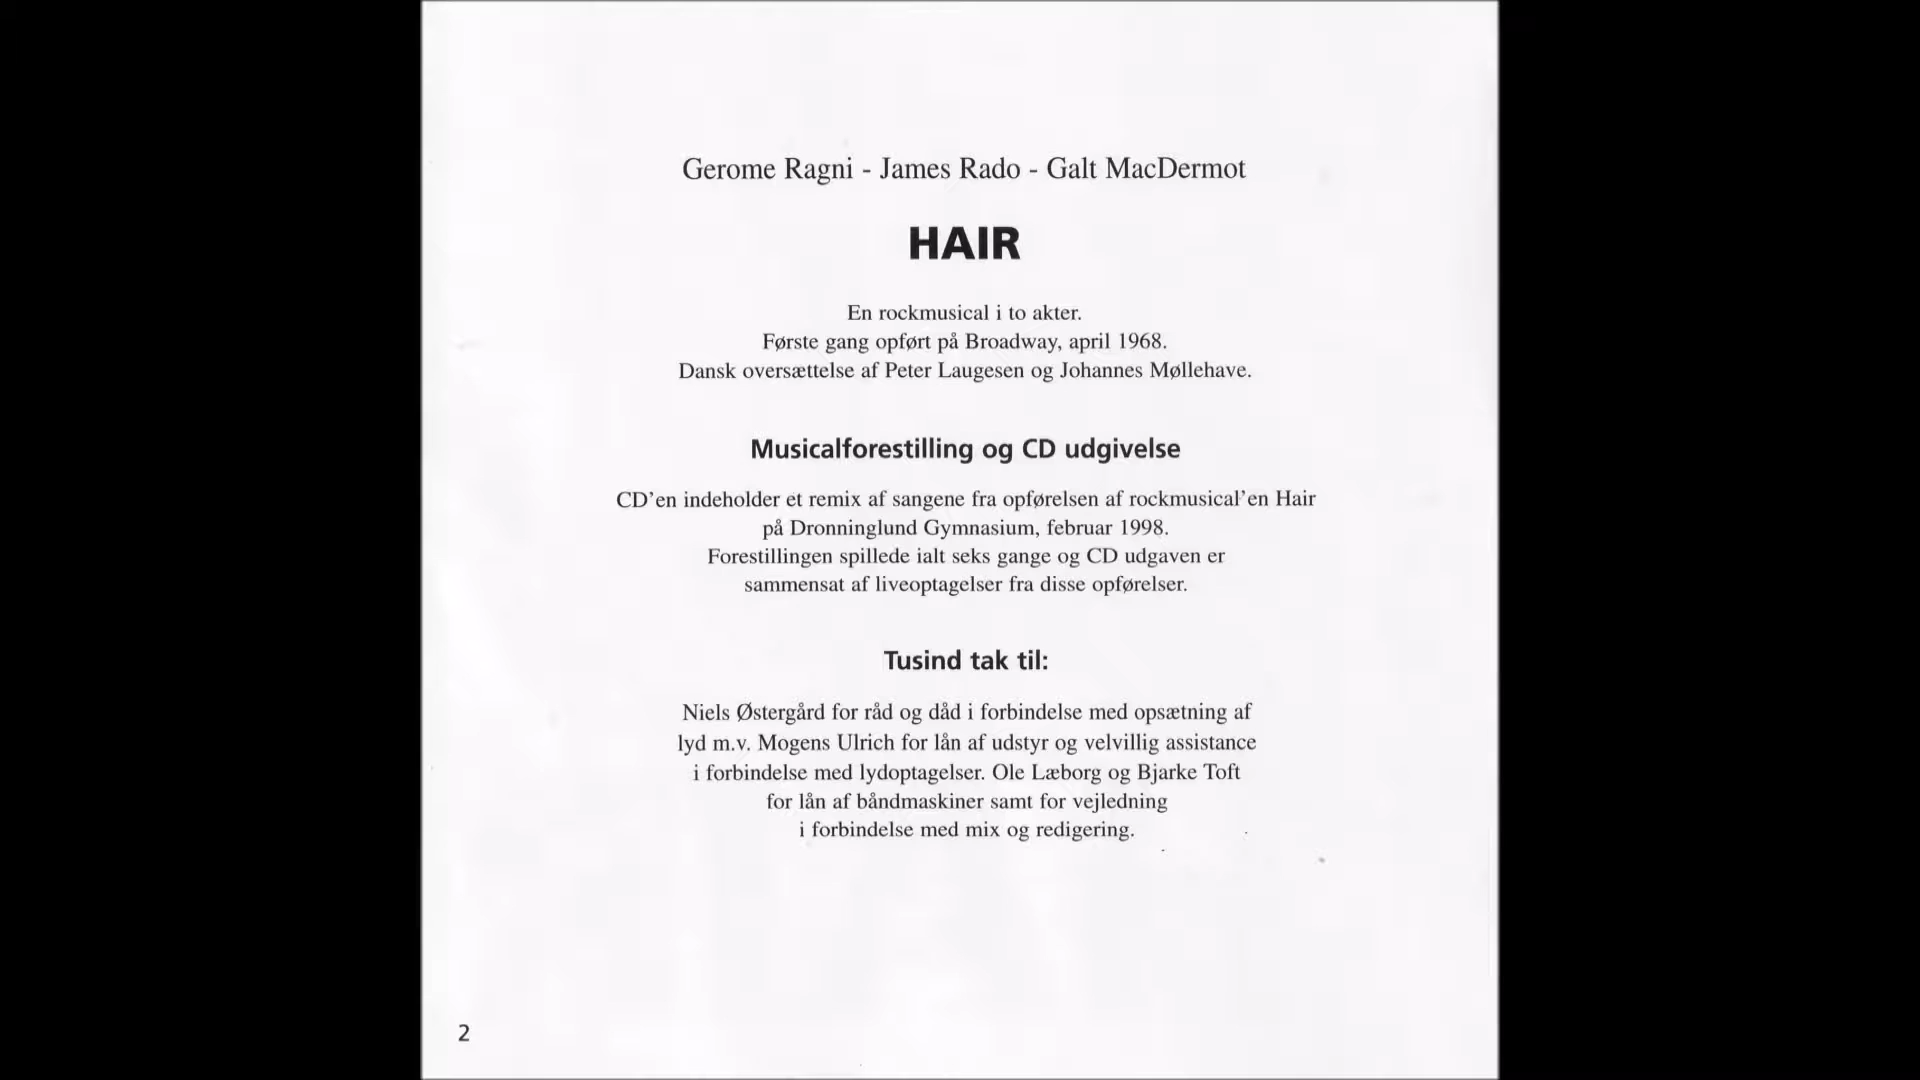 Gerome Ragni - James Rado - Galt MacDermot
HAIR
En rockmusical i to akter.
Første gang opført på Broadway, april 1968.
Dansk oversættelse af Peter Laugesen og Johannes Møllehave.
Musicalforestilling og CD udgivelse
CD'en indeholder et remix af sangene fra opførelsen af rockmusical'en Hair
på Dronninglund Gymnasium, februar 1998.
Forestillingen spillede ialt seks gange og CD udgaven er
sammensat af liveoptagelser fra disse opførelser.
Tusind tak til:
Niels Østergård for råd og dåd i forbindelse med opsætning af
lyd m.v. Mogens Ulrich for lån af udstyr og velvillig assistance
i forbindelse med lydoptagelser. Ole Læborg og Bjarke Toft
for lån af båndmaskiner samt for vejledning
i forbindelse med mix og redigering.
2